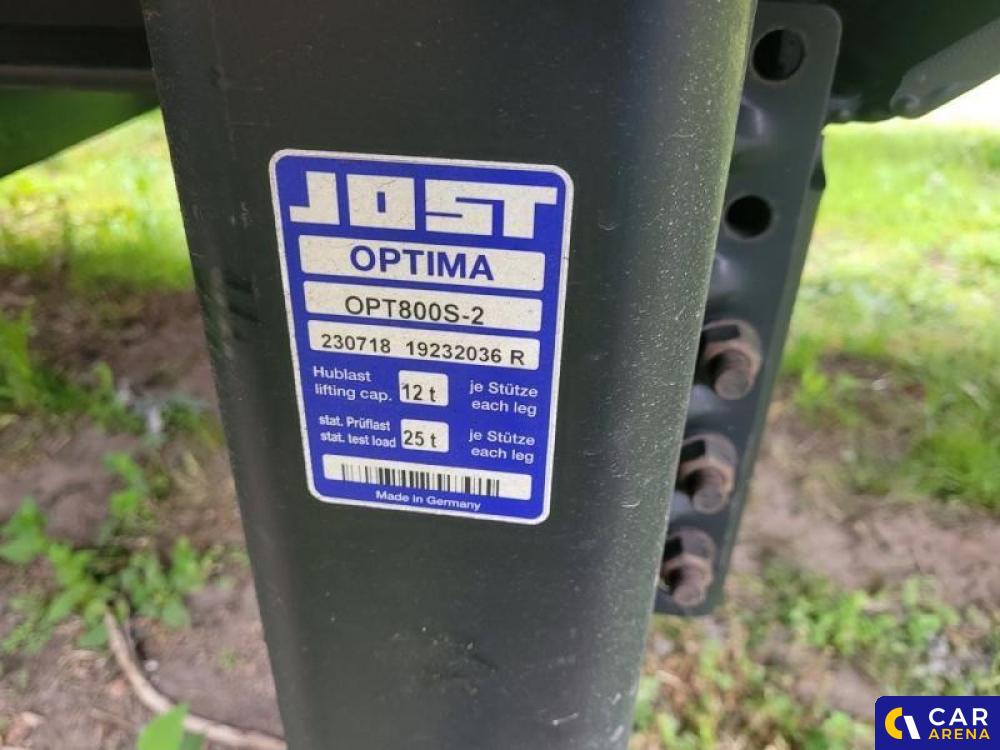 JOST
OPTIMA
OPT800S-2
230718 19232036 R
Hublast
lifting cap. 12 t je Stütze
each leg
stat. Prüflast
stat. test load 25 t je Stütze
each leg
Made in Germany
CAR
ARENA